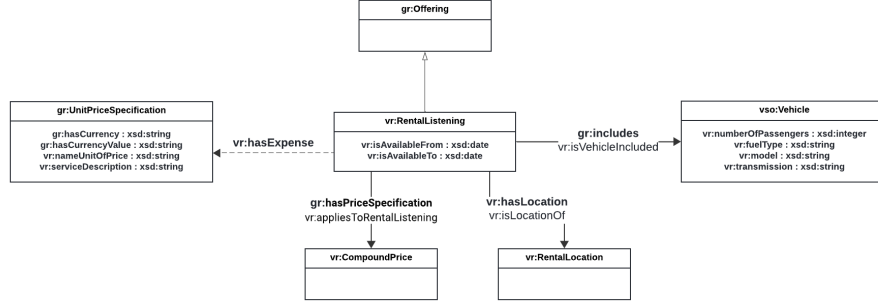 gr:Offering
gr:UnitPriceSpecification
gr:hasCurrency : xsd:string
gr:hasCurrencyValue : xsd:string
vr:nameUnitOfPrice : xsd:string
vr:serviceDescription : xsd:string
vr:hasExpense
vr:RentalListing
vr:isAvailableFrom : xsd:date
vr:isAvailableTo : xsd:date
gr:includes
vr:isVehicleIncluded
vso:Vehicle
vr:numberOfPassengers : xsd:integer
vr:fuelType : xsd:string
vr:model : xsd:string
vr:transmission : xsd:string
gr:hasPriceSpecification
vr:appliesToRentalListing
vr:hasLocation
vr:isLocationOf
vr:CompoundPrice
vr:RentalLocation